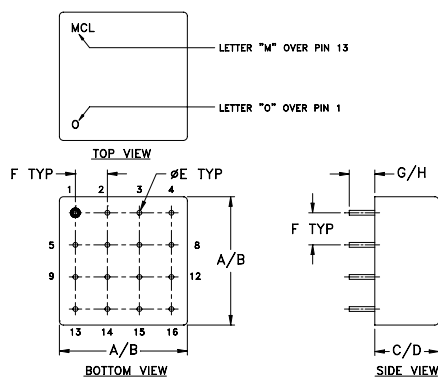 MCL
LETTER "M" OVER PIN 13
LETTER "O" OVER PIN 1
O
TOP VIEW
F TYP
øE TYP
G/H
1 2 3 4
F TYP
5 8
A/B
9 12
13 14 15 16
A/B
C/D
BOTTOM VIEW
SIDE VIEW